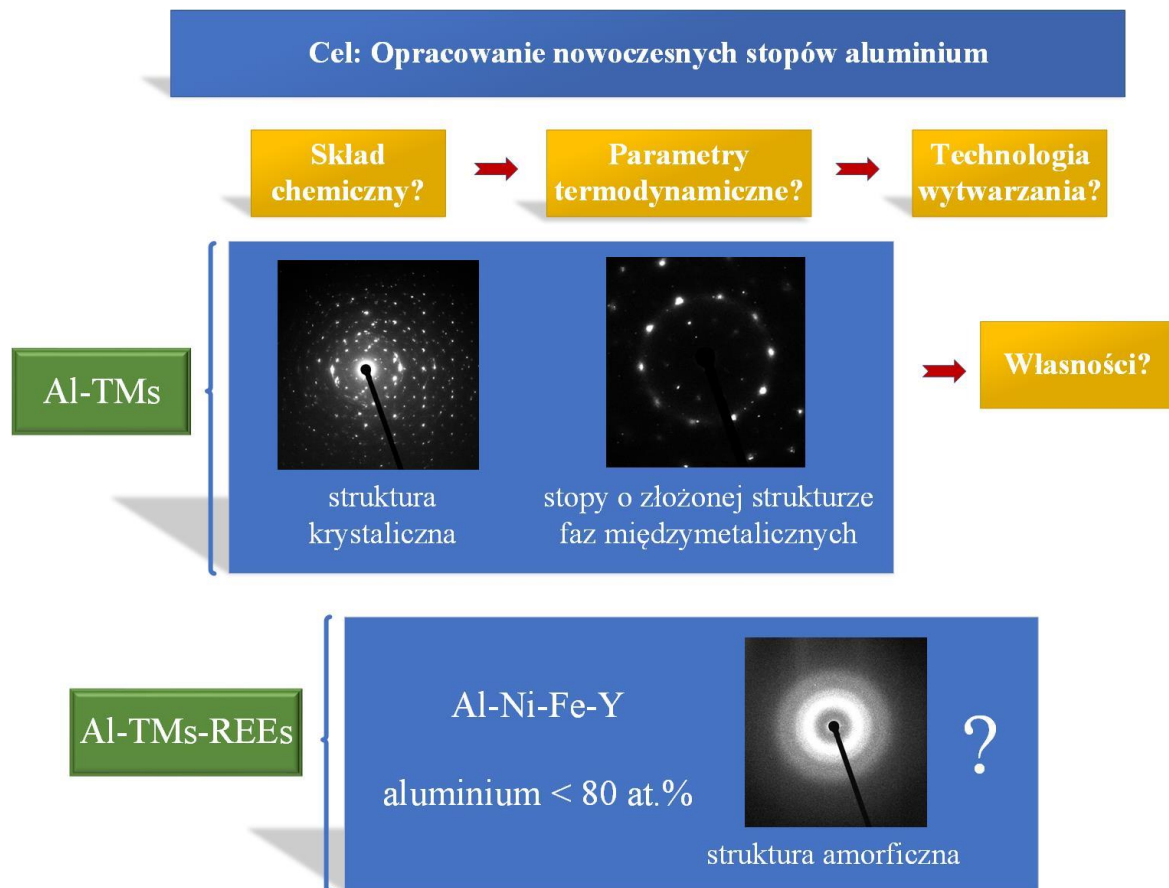 Cel: Opracowanie nowoczesnych stopów aluminium
Skład
chemiczny?
Parametry
termodynamiczne?
Technologia
wytwarzania?
Al-TMs
struktura
krystaliczna
stopy o złożonej strukturze
faz międzymetalicznych
Własności?
Al-TMs-REEs
Al-Ni-Fe-Y
aluminium < 80 at.%
struktura amorficzna
?